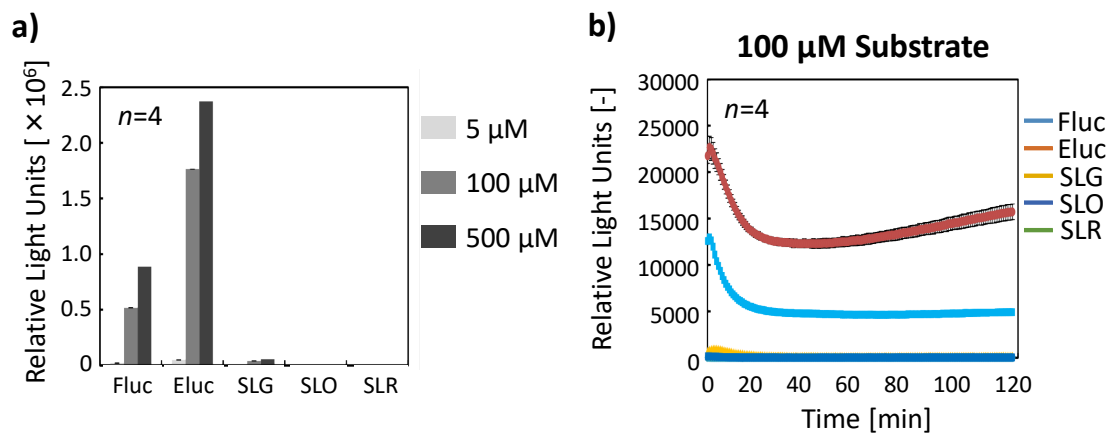 a)
Relative Light Units [×10⁶]
2.5
2.0
1.5
1.0
0.5
0
n=4
Fluc Eluc SLG SLO SLR
5 µM
100 µM
500 µM
b)
100 µM Substrate
Relative Light Units [-]
30000
25000
20000
15000
10000
5000
0
n=4
0 20 40 60 80 100 120
Time [min]
Fluc
Eluc
SLG
SLO
SLR